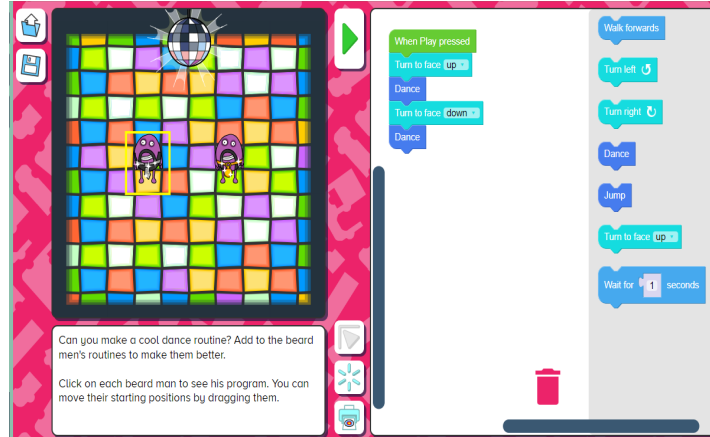 When Play pressed
Turn to face up
Dance
Turn to face down
Dance
Walk forwards
Turn left
Turn right
Dance
Jump
Turn to face up
Wait for 1 seconds
Can you make a cool dance routine? Add to the beard
men's routines to make them better.
Click on each beard man to see his program. You can
move their starting positions by dragging them.